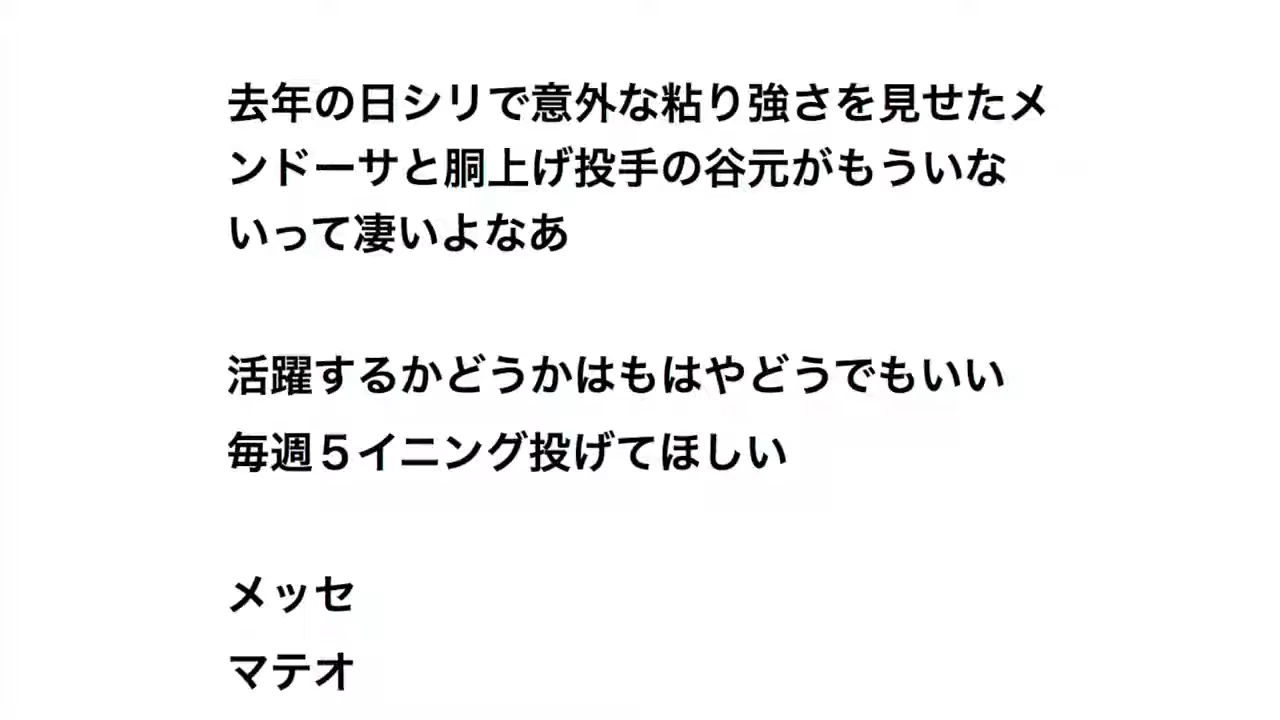 去年の日シリで意外な粘り強さを見せたメ
ンドーサと胴上げ投手の谷元がもういな
いって凄いよなあ
活躍するかどうかはもはやどうでもいい
毎週５イニング投げてほしい
メッセ
マテオ